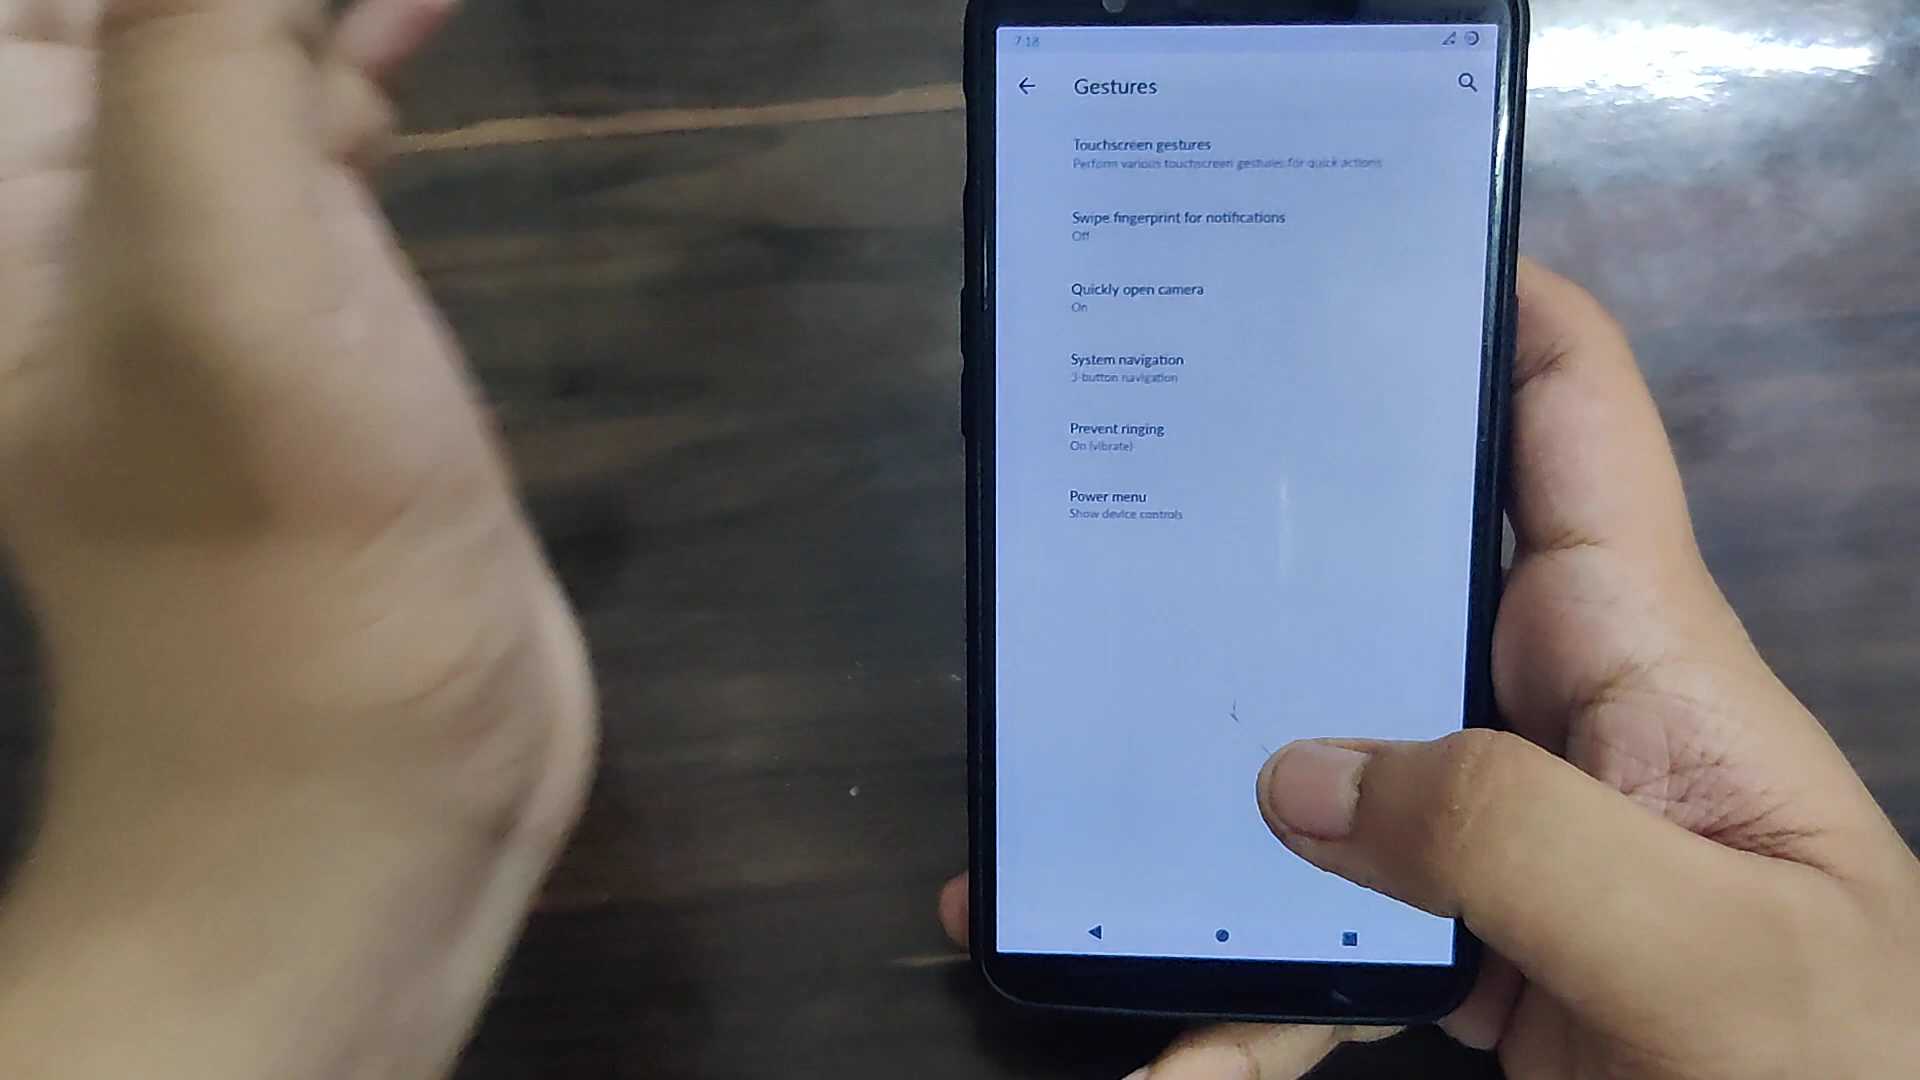 7:18
Gestures
Touchscreen gestures
Perform various touchscreen gestures for quick actions
Swipe fingerprint for notifications
Off
Quickly open camera
On
System navigation
3-button navigation
Prevent ringing
On (vibrate)
Power menu
Show device controls